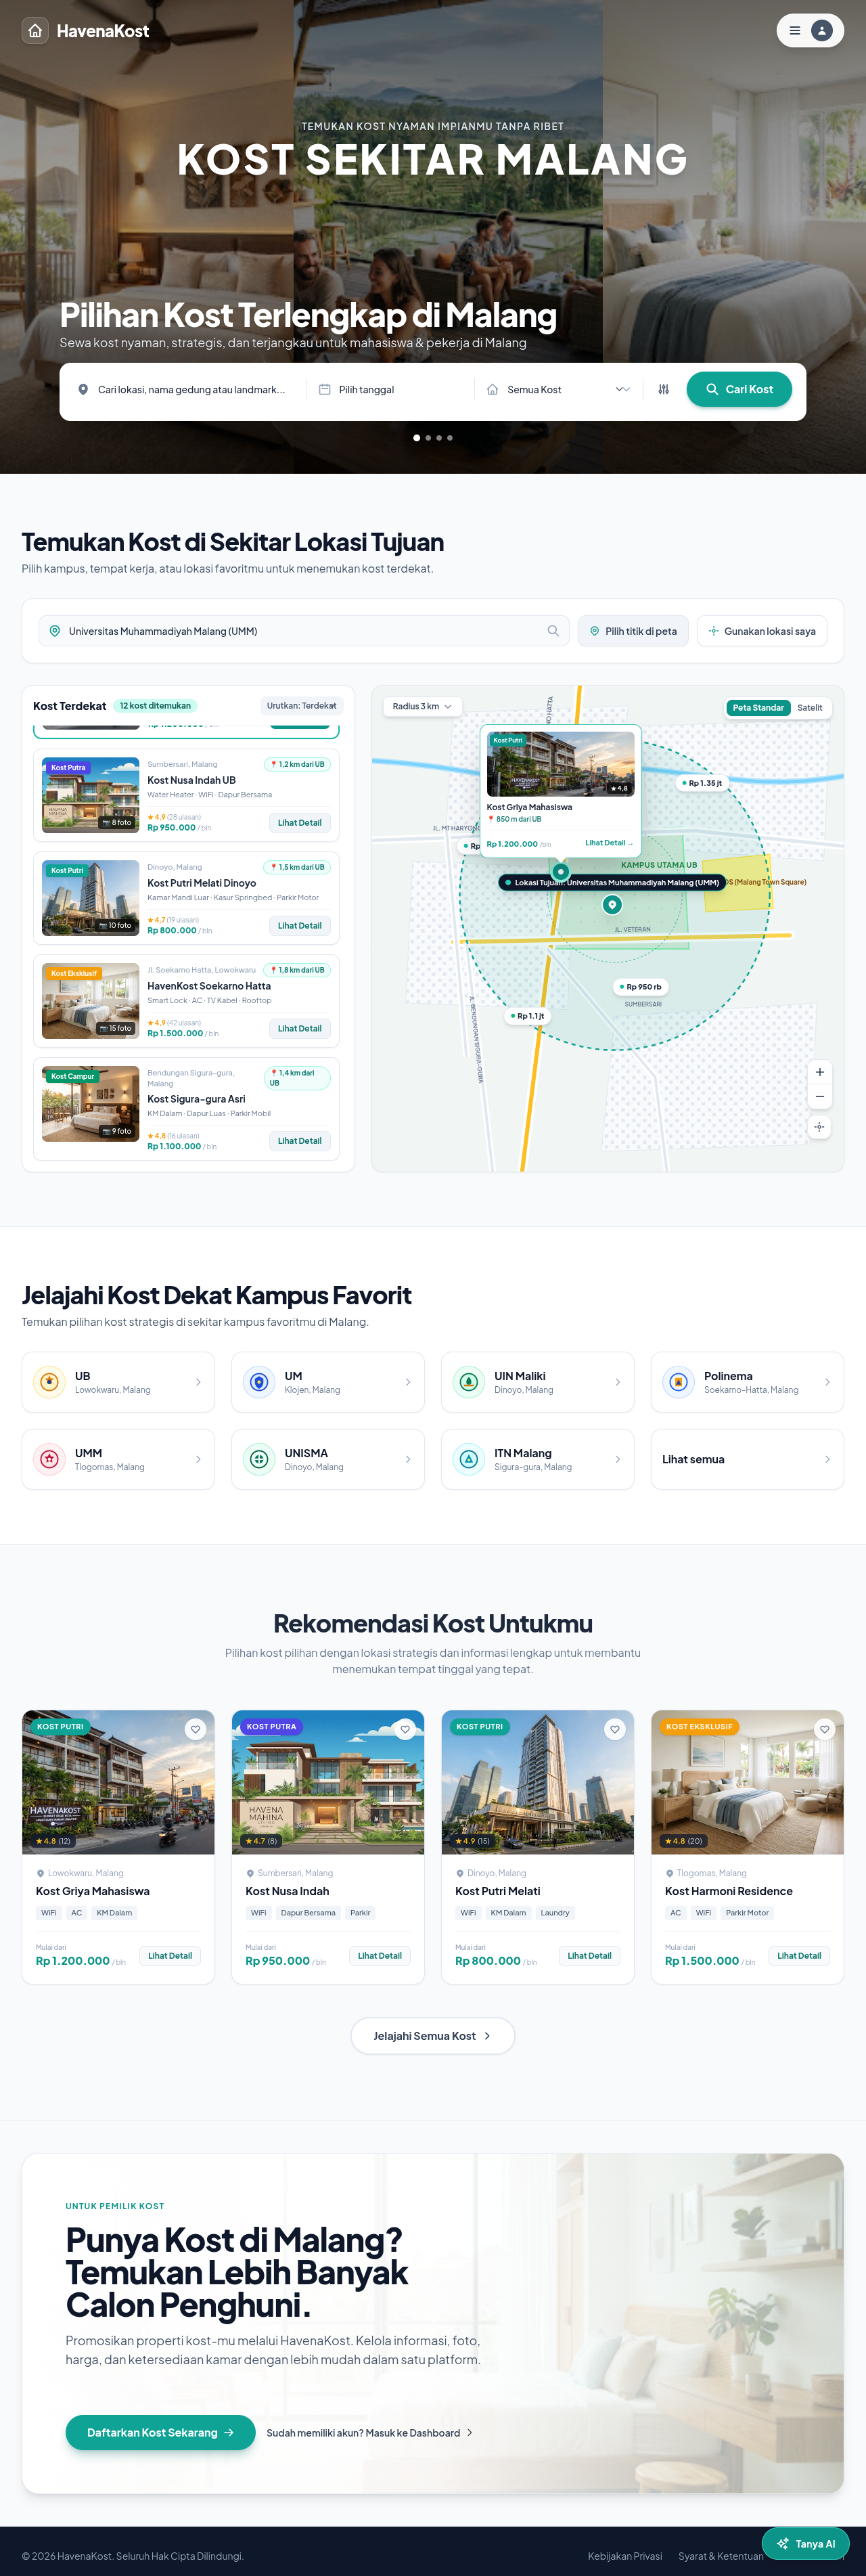 HavenaKost
TEMUKAN KOST NYAMAN IMPIANMU TANPA RIBET
KOST SEKITAR MALANG
Pilihan Kost Terlengkap di Malang
Sewa kost nyaman, strategis, dan terjangkau untuk mahasiswa & pekerja di Malang
Cari lokasi, nama gedung atau landmark...
Pilih tanggal
Semua Kost
Cari Kost
Temukan Kost di Sekitar Lokasi Tujuan
Pilih kampus, tempat kerja, atau lokasi favoritmu untuk menemukan kost terdekat.
Universitas Muhammadiyah Malang (UMM)
Pilih titik di peta
Gunakan lokasi saya
Kost Terdekat
12 kost ditemukan
Urutkan: Terdekat
Kost Putra
8 foto
Sumbersari, Malang
1,2 km dari UB
Kost Nusa Indah UB
Water Heater · WiFi · Dapur Bersama
★ 4,9 (28 ulasan)
Rp 950.000 / bln
Lihat Detail
Kost Putri
10 foto
Dinoyo, Malang
1,5 km dari UB
Kost Putri Melati Dinoyo
Kamar Mandi Luar · Kasur Springbed · Parkir Motor
★ 4,7 (19 ulasan)
Rp 800.000 / bln
Lihat Detail
Kost Eksklusif
15 foto
Jl. Soekarno Hatta, Lowokwaru
1,8 km dari UB
HavenKost Soekarno Hatta
Smart Lock · AC · TV Kabel · Rooftop
★ 4,9 (42 ulasan)
Rp 1.500.000 / bln
Lihat Detail
Kost Campur
9 foto
Bendungan Sigura-gura,
Malang
1,4 km dari
UB
Kost Sigura-gura Asri
KM Dalam · Dapur Luas · Parkir Mobil
★ 4,8 (16 ulasan)
Rp 1.100.000 / bln
Lihat Detail
Radius 3 km
Peta Standar
Satelit
Kost Putri
HAVENAKOST
★ 4,8
Kost Griya Mahasiswa
850 m dari UB
Rp 1.200.000 /bln
Lihat Detail →
Rp 1.35 jt
JL. MT HARYONO
Rp
KAMPUS UTAMA UB
Lokasi Tujuan: Universitas Muhammadiyah Malang (UMM)
(Malang Town Square)
JL. VETERAN
Rp 950 rb
SUMBERSARI
Rp 1.1 jt
JL. BENDUNGAN SIGURA-GURA
Jelajahi Kost Dekat Kampus Favorit
Temukan pilihan kost strategis di sekitar kampus favoritmu di Malang.
UB
Lowokwaru, Malang
UM
Klojen, Malang
UIN Maliki
Dinoyo, Malang
Polinema
Soekarno-Hatta, Malang
UMM
Tlogomas, Malang
UNISMA
Dinoyo, Malang
ITN Malang
Sigura-gura, Malang
Lihat semua
Rekomendasi Kost Untukmu
Pilihan kost pilihan dengan lokasi strategis dan informasi lengkap untuk membantu
menemukan tempat tinggal yang tepat.
KOST PUTRI
HAVENAKOST
★ 4.8 (12)
Lowokwaru, Malang
Kost Griya Mahasiswa
WiFi
AC
KM Dalam
Mulai dari
Rp 1.200.000 / bln
Lihat Detail
KOST PUTRA
HAVENA
MAHINA
★ 4.7 (8)
Sumbersari, Malang
Kost Nusa Indah
WiFi
Dapur Bersama
Parkir
Mulai dari
Rp 950.000 / bln
Lihat Detail
KOST PUTRI
★ 4.9 (15)
Dinoyo, Malang
Kost Putri Melati
WiFi
KM Dalam
Laundry
Mulai dari
Rp 800.000 / bln
Lihat Detail
KOST EKSKLUSIF
★ 4.8 (20)
Tlogomas, Malang
Kost Harmoni Residence
AC
WiFi
Parkir Motor
Mulai dari
Rp 1.500.000 / bln
Lihat Detail
Jelajahi Semua Kost
UNTUK PEMILIK KOST
Punya Kost di Malang?
Temukan Lebih Banyak
Calon Penghuni.
Promosikan properti kost-mu melalui HavenaKost. Kelola informasi, foto,
harga, dan ketersediaan kamar dengan lebih mudah dalam satu platform.
Daftarkan Kost Sekarang →
Sudah memiliki akun? Masuk ke Dashboard
© 2026 HavenaKost. Seluruh Hak Cipta Dilindungi.
Kebijakan Privasi
Syarat & Ketentuan
Tanya AI